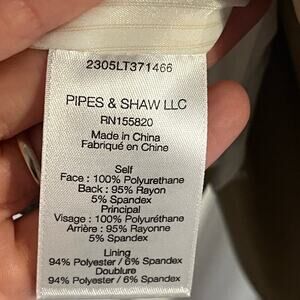 2305LT371466
PIPES & SHAW LLC
RN155820
Made in China
Fabriqué en Chine
Self
Face : 100% Polyurethane
Back : 95% Rayon
5% Spandex
Principal
Visage : 100% Polyuréthane
Arrière : 95% Rayonne
5% Spandex
Lining
94% Polyester / 6% Spandex
Doublure
94% Polyester / 6% Spandex